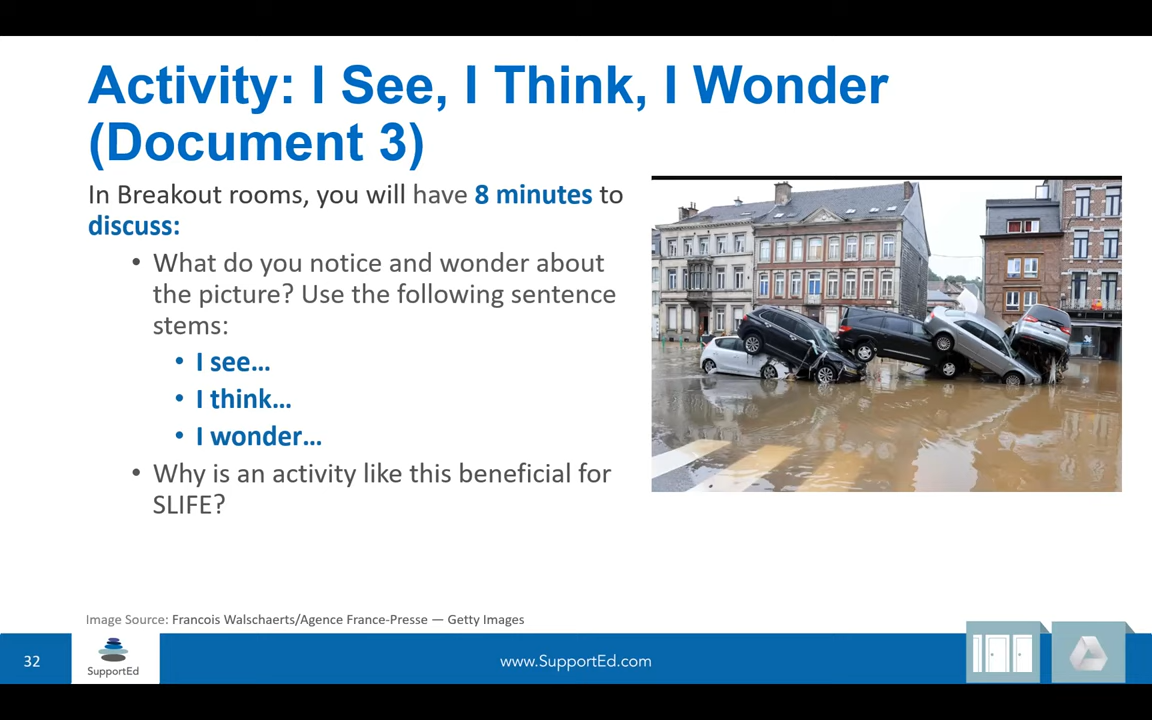 Activity: I See, I Think, I Wonder
(Document 3)
In Breakout rooms, you will have 8 minutes to
discuss:
• What do you notice and wonder about
the picture? Use the following sentence
stems:
• I see…
• I think…
• I wonder…
• Why is an activity like this beneficial for
SLIFE?
Image Source: Francois Walschaerts/Agence France-Presse — Getty Images
32
SupportEd
www.SupportEd.com